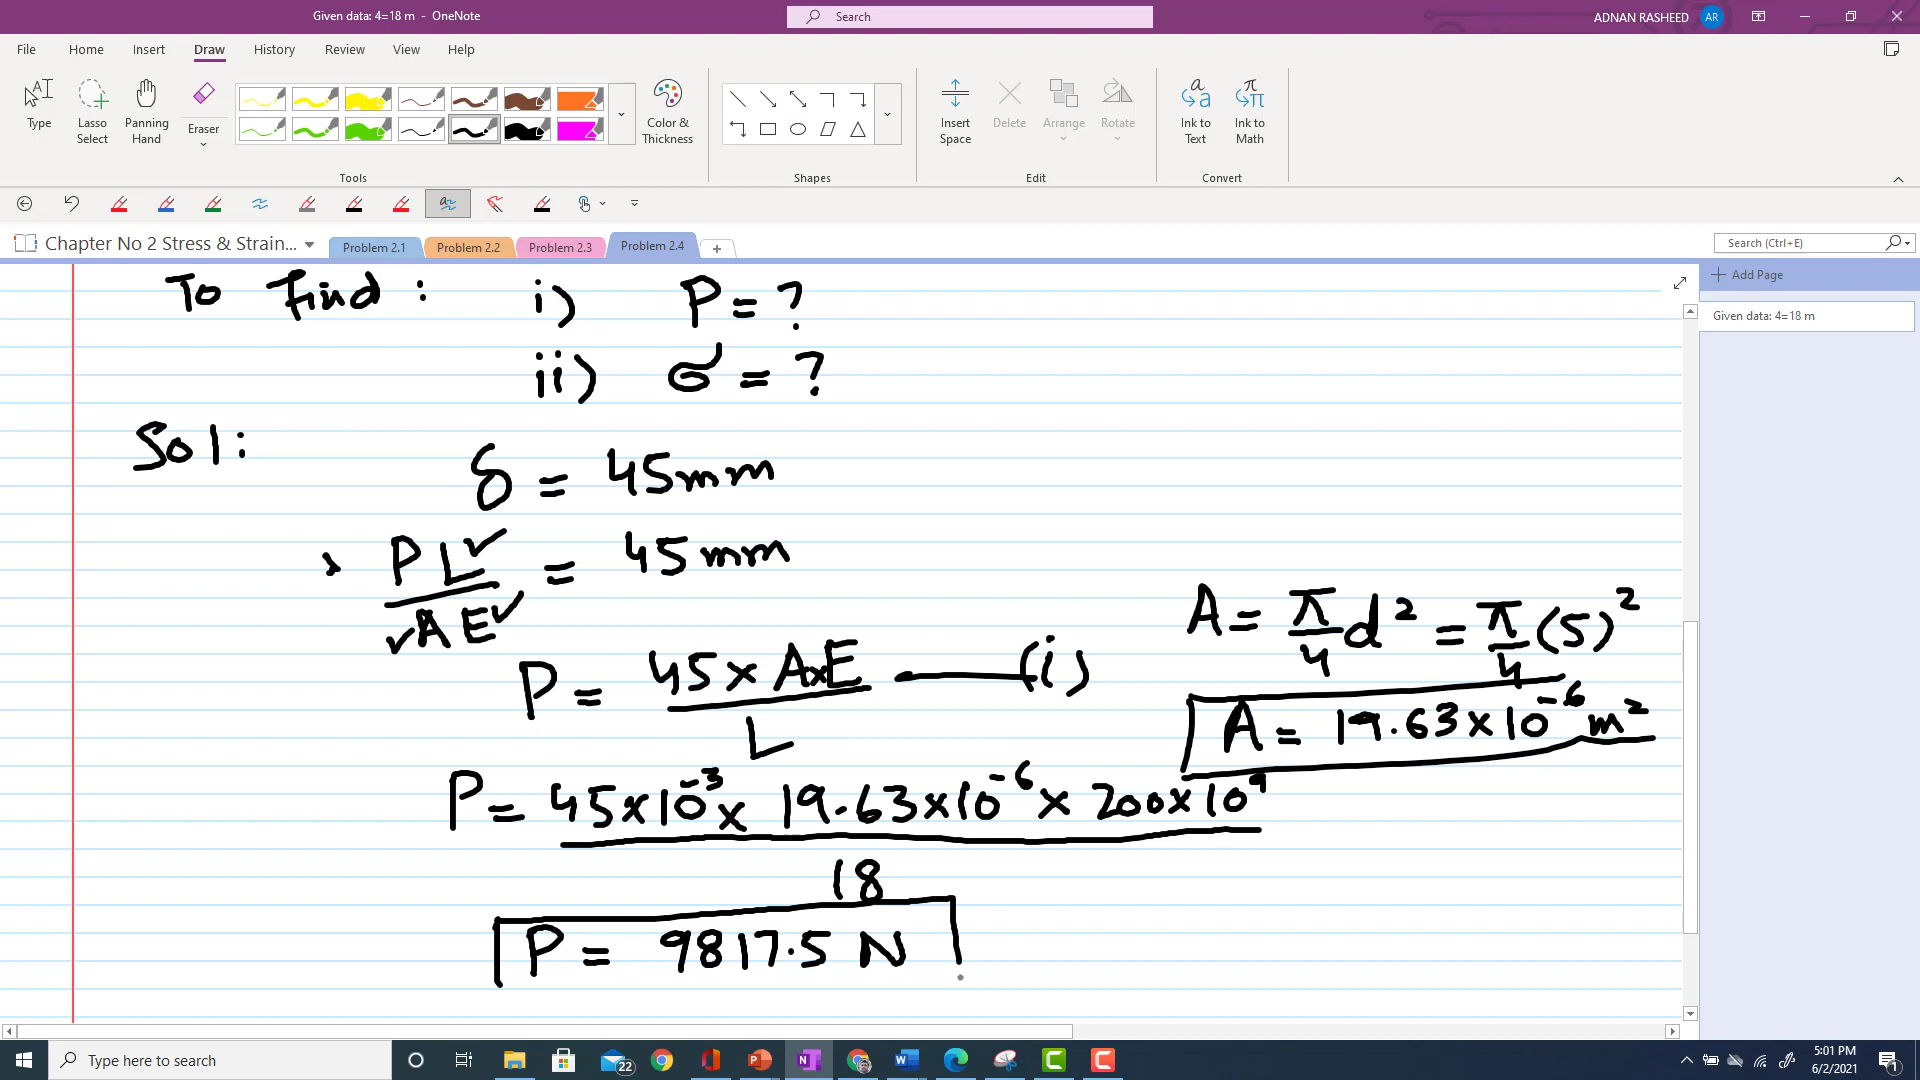 Given data: 4=18 m - OneNote
Search
ADNAN RASHEED AR
File Home Insert Draw History Review View Help
Type
Lasso Select
Panning Hand
Eraser
Color & Thickness
Insert Space
Delete
Arrange
Rotate
Ink to Text
Ink to Math
Tools Shapes Edit Convert
Chapter No 2 Stress & Strain... Problem 2.1 Problem 2.2 Problem 2.3 Problem 2.4
Search (Ctrl+E)
Add Page
Given data: 4=18 m
To find : i) P = ?
ii) σ = ?
Sol:
δ = 45mm
PL/AE = 45mm
A = π/4 d² = π/4 (5)²
P = 45 x AxE / L —— (i)
A = 19.63x10⁻⁶ m²
P = 45x10⁻³ x 19.63x10⁻⁶ x 200x10⁹ / 18
P = 9817.5 N
Type here to search
22
5:01 PM
6/2/2021
1